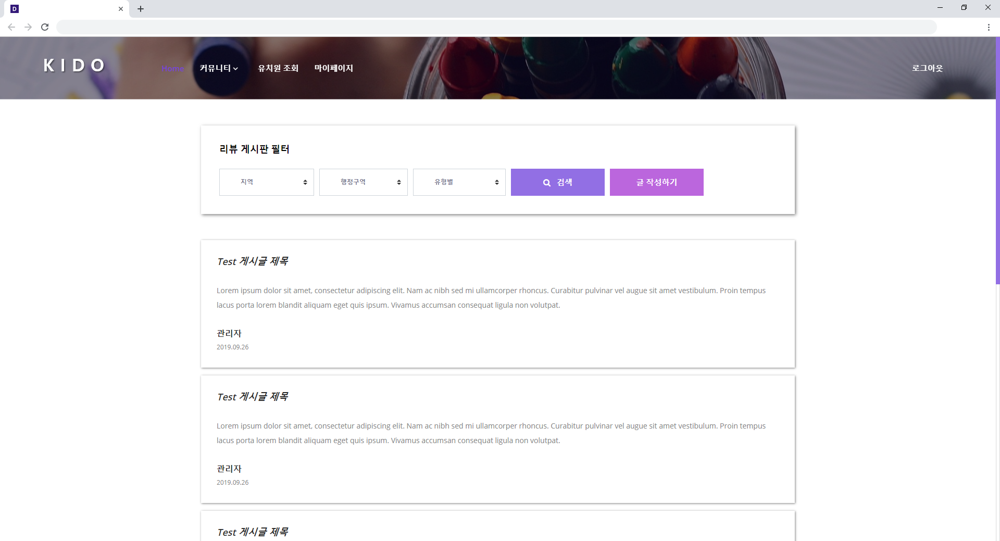 D
KIDO
Home 커뮤니티 유치원 조회 마이페이지 로그아웃
리뷰 게시판 필터
지역 행정구역 유형별 검색 글 작성하기
Test 게시글 제목
Lorem ipsum dolor sit amet, consectetur adipiscing elit. Nam ac nibh sed mi ullamcorper rhoncus. Curabitur pulvinar vel augue sit amet vestibulum. Proin tempus
lacus porta lorem blandit aliquam eget quis ipsum. Vivamus accumsan consequat ligula non volutpat.
관리자
2019.09.26
Test 게시글 제목
Lorem ipsum dolor sit amet, consectetur adipiscing elit. Nam ac nibh sed mi ullamcorper rhoncus. Curabitur pulvinar vel augue sit amet vestibulum. Proin tempus
lacus porta lorem blandit aliquam eget quis ipsum. Vivamus accumsan consequat ligula non volutpat.
관리자
2019.09.26
Test 게시글 제목